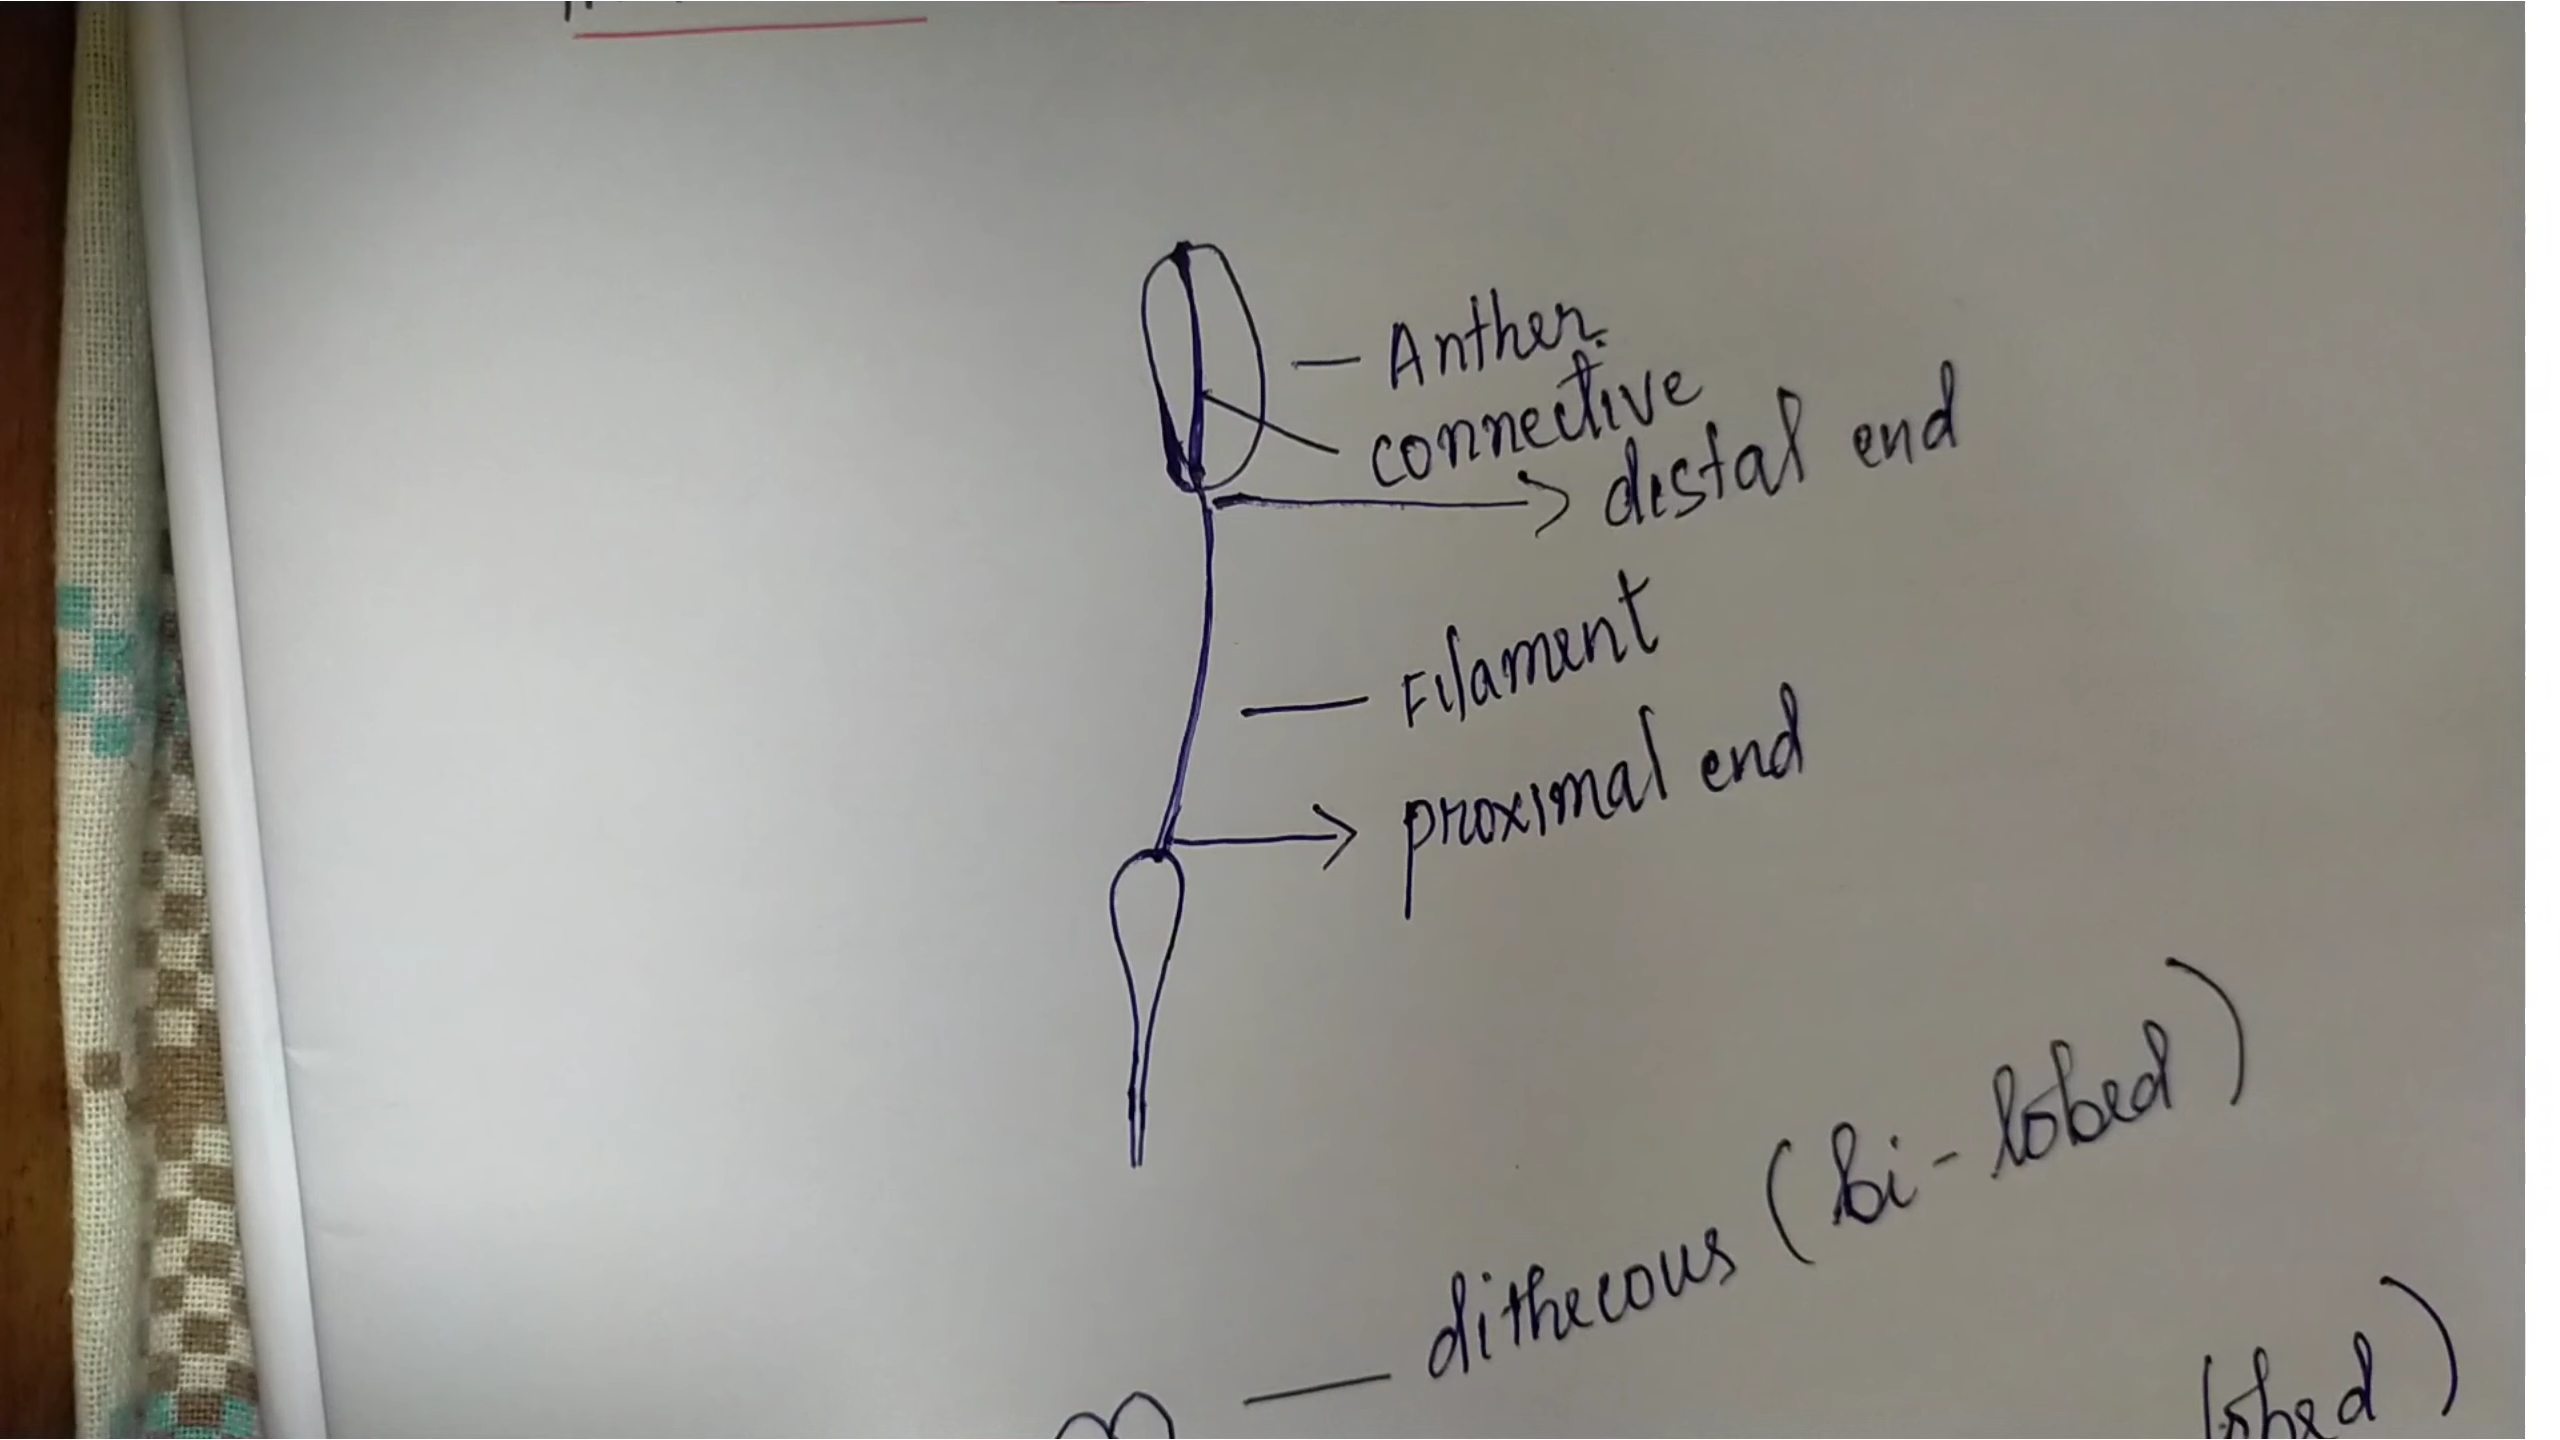 Anther
connective
distal end
Filament
proximal end
dithecous (bi-lobed)
lobed)